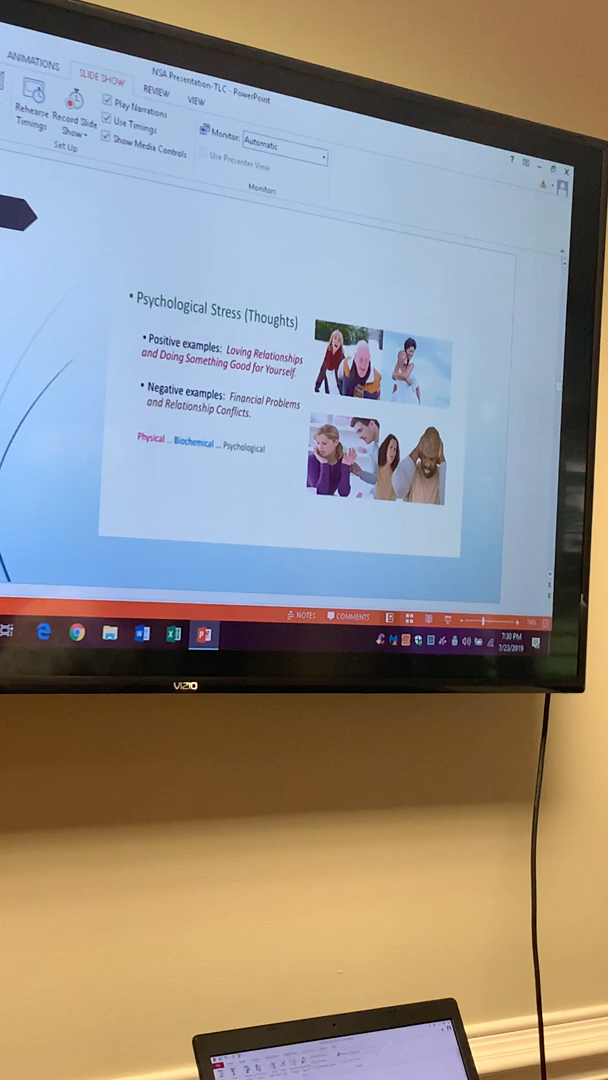 NSA Presentation-TLC - PowerPoint
ANIMATIONS
SLIDE SHOW
REVIEW
VIEW
Rehearse
Timings
Record Slide
Show
Play Narrations
Use Timings
Show Media Controls
Set Up
Monitor: Automatic
Use Presenter View
Monitors
• Psychological Stress (Thoughts)
• Positive examples: Loving Relationships
and Doing Something Good for Yourself.
• Negative examples: Financial Problems
and Relationship Conflicts.
Physical ... Biochemical ... Psychological
NOTES
COMMENTS
74%
7:30 PM
7/23/2019
VIZIO